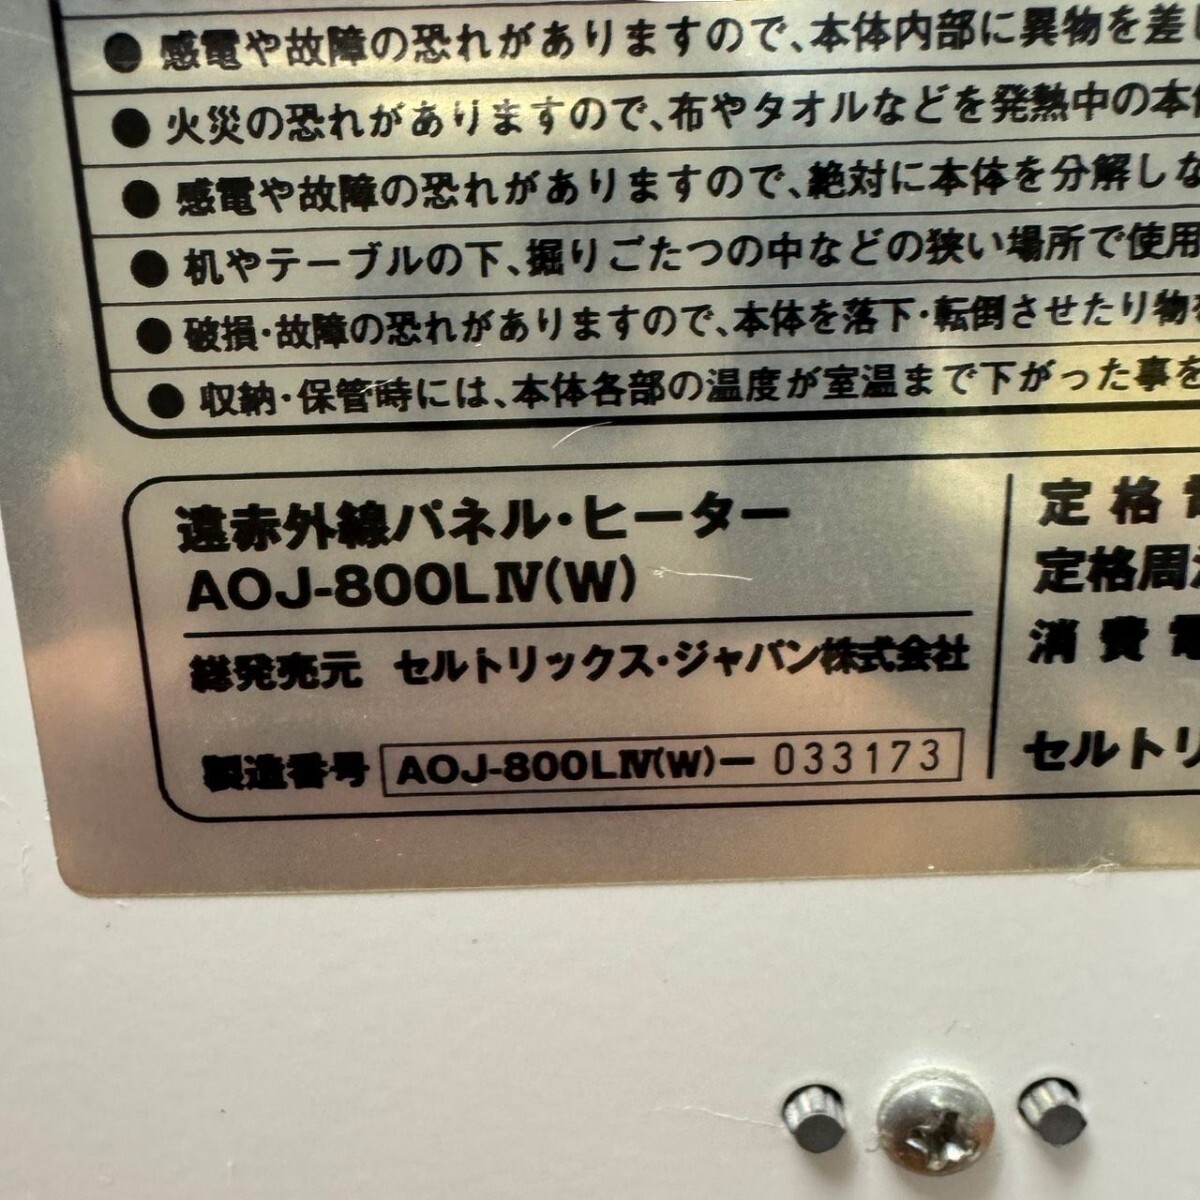 ● 感電や故障の恐れがありますので、本体内部に異物を差し
● 火災の恐れがありますので、布やタオルなどを発熱中の本体
● 感電や故障の恐れがありますので、絶対に本体を分解しな
● 机やテーブルの下、掘りごたつの中などの狭い場所で使用
● 破損・故障の恐れがありますので、本体を落下・転倒させたり物を
● 収納・保管時には、本体各部の温度が室温まで下がった事を
遠赤外線パネル・ヒーター
AOJ-800LⅣ(W)
総発売元 セルトリックス・ジャパン株式会社
製造番号 AOJ-800LⅣ(W)ー033173
定格電
定格周波
消費電
セルトリ